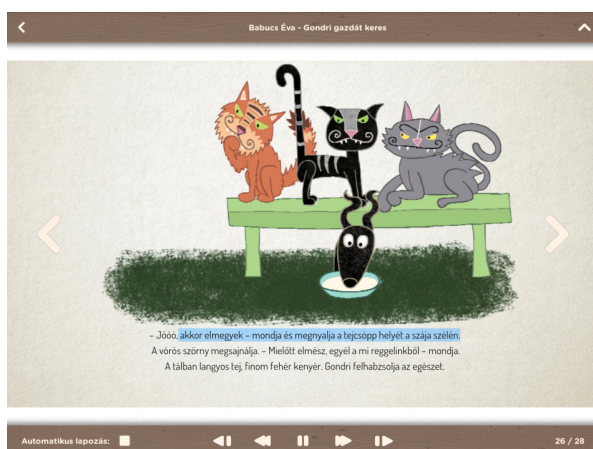 Babucs Éva - Gondri gazdát keres
– Jóóó, akkor elmegyek – mondja és megnyalja a tejcsöpp helyét a szája szélén.
A vörös szörny megsajnálja. – Mielőtt elmész, egyél a mi reggelinkből – mondja.
A tálban langyos tej, finom fehér kenyér. Gondri felhabzsolja az egészet.
Automatikus lapozás:
26 / 28